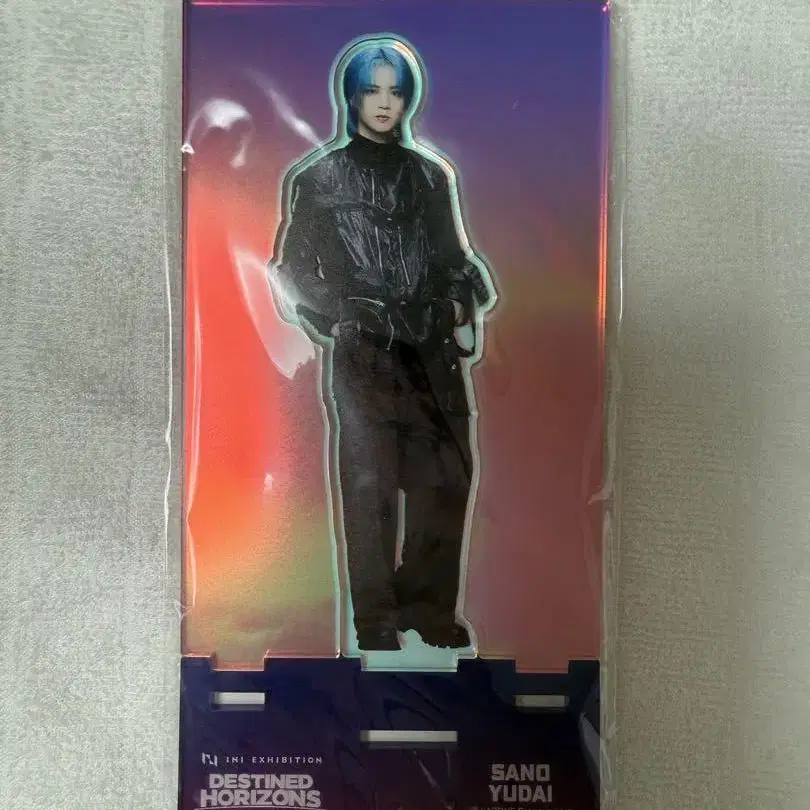 INI EXHIBITION
DESTINED
HORIZONS
SANO
YUDAI